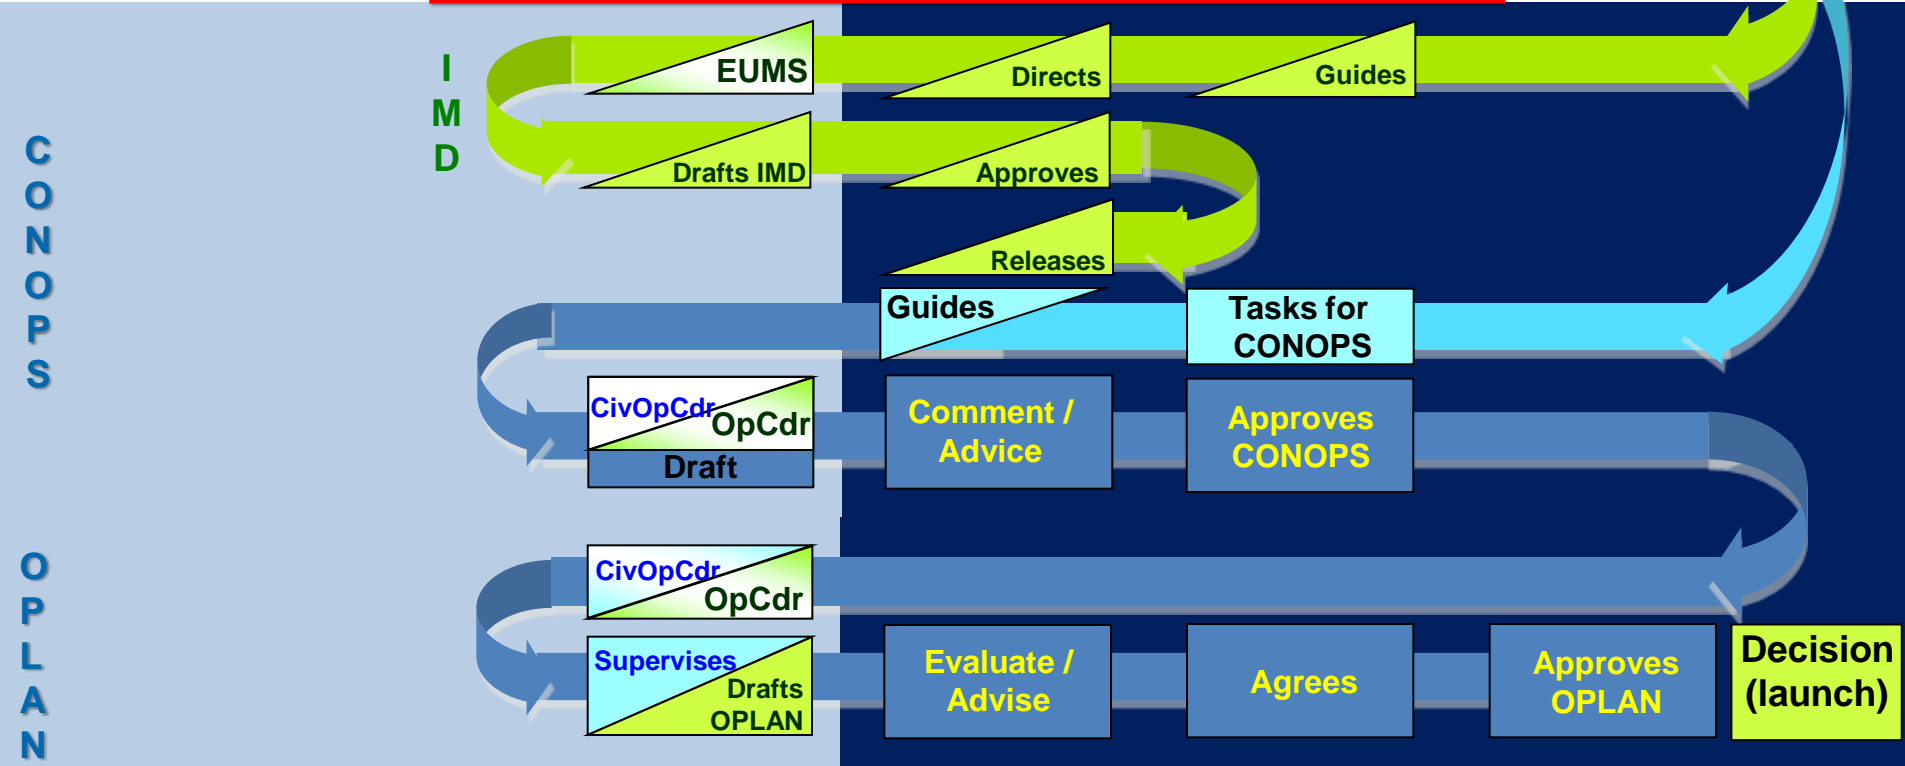 I
M
D
EUMS
Directs
Guides
Drafts IMD
Approves
Releases
C
O
N
O
P
S
Guides
Tasks for
CONOPS
CivOpCdr
OpCdr
Draft
Comment /
Advice
Approves
CONOPS
O
P
L
A
N
CivOpCdr
OpCdr
Supervises
Drafts
OPLAN
Evaluate /
Advise
Agrees
Approves
OPLAN
Decision
(launch)